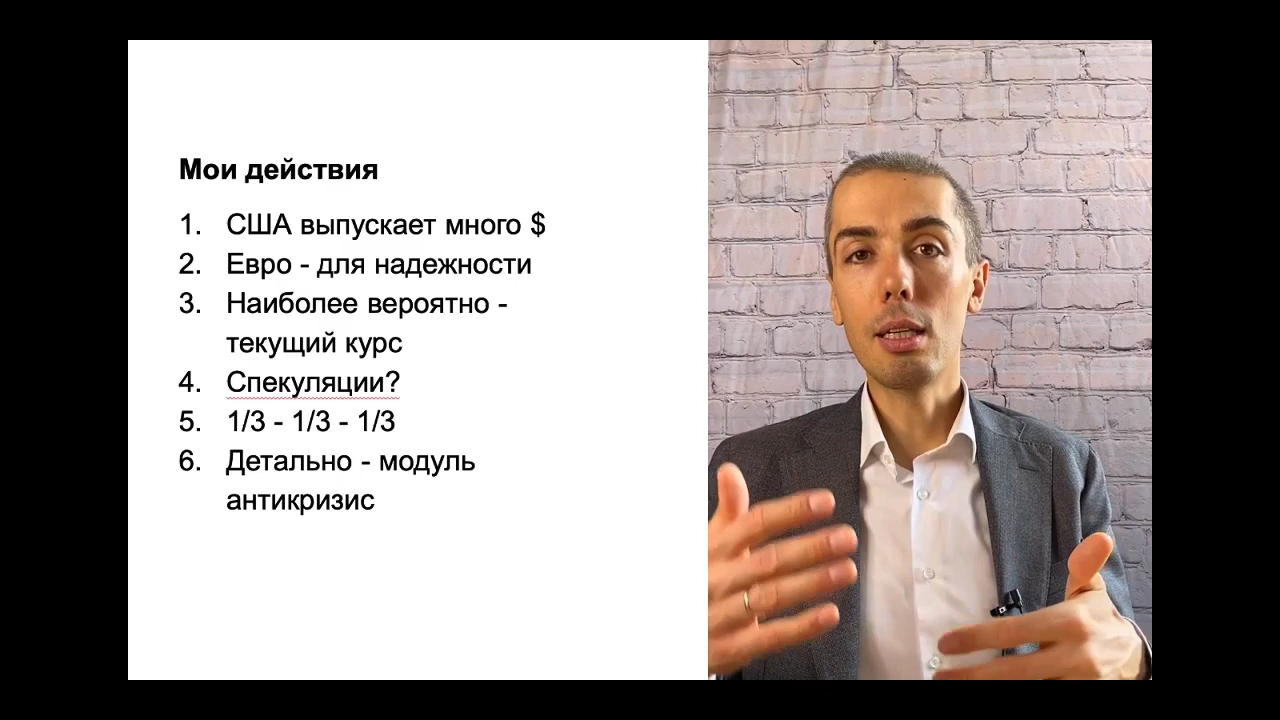 Мои действия
1. США выпускает много $
2. Евро - для надежности
3. Наиболее вероятно -
текущий курс
4. Спекуляции?
5. 1/3 - 1/3 - 1/3
6. Детально - модуль
антикризис